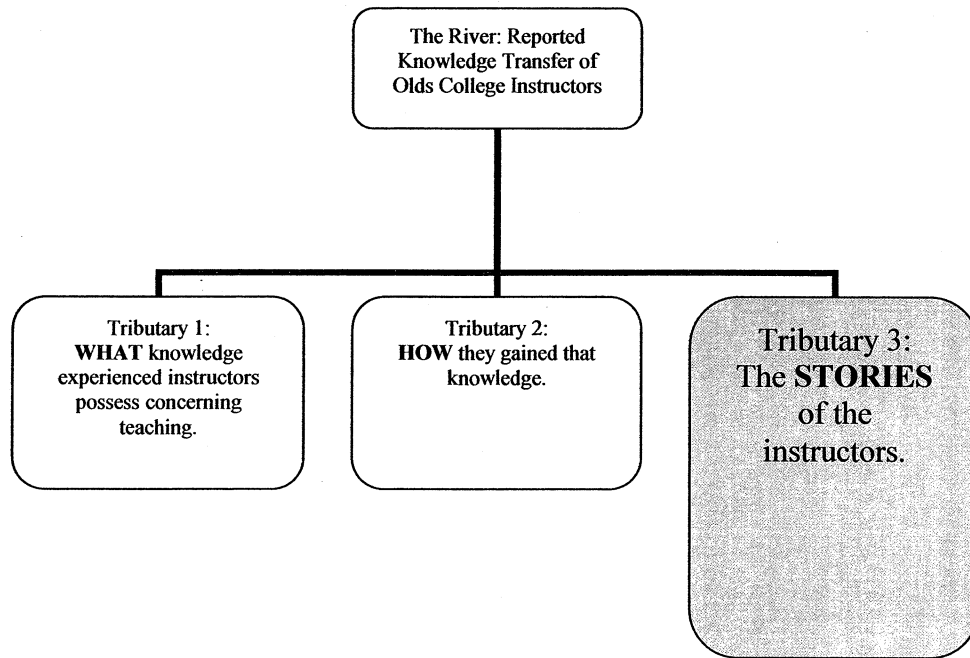 The River: Reported
Knowledge Transfer of
Olds College Instructors
Tributary 1:
WHAT knowledge
experienced instructors
possess concerning
teaching.
Tributary 2:
HOW they gained that
knowledge.
Tributary 3:
The STORIES
of the
instructors.